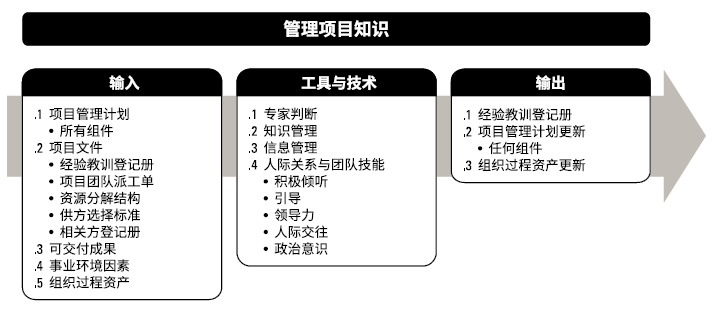 管理项目知识
输入
.1 项目管理计划
• 所有组件
.2 项目文件
• 经验教训登记册
• 项目团队派工单
• 资源分解结构
• 供方选择标准
• 相关方登记册
.3 可交付成果
.4 事业环境因素
.5 组织过程资产
工具与技术
.1 专家判断
.2 知识管理
.3 信息管理
.4 人际关系与团队技能
• 积极倾听
• 引导
• 领导力
• 人际交往
• 政治意识
输出
.1 经验教训登记册
.2 项目管理计划更新
• 任何组件
.3 组织过程资产更新